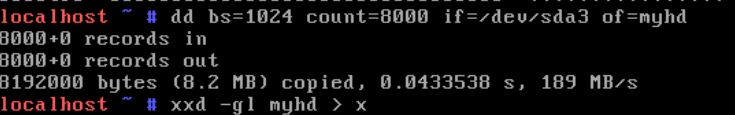 localhost ~ # dd bs=1024 count=8000 if=/dev/sda3 of=myhd
8000+0 records in
8000+0 records out
8192000 bytes (8.2 MB) copied, 0.0433538 s, 189 MB/s
localhost ~ # xxd -gl myhd > x